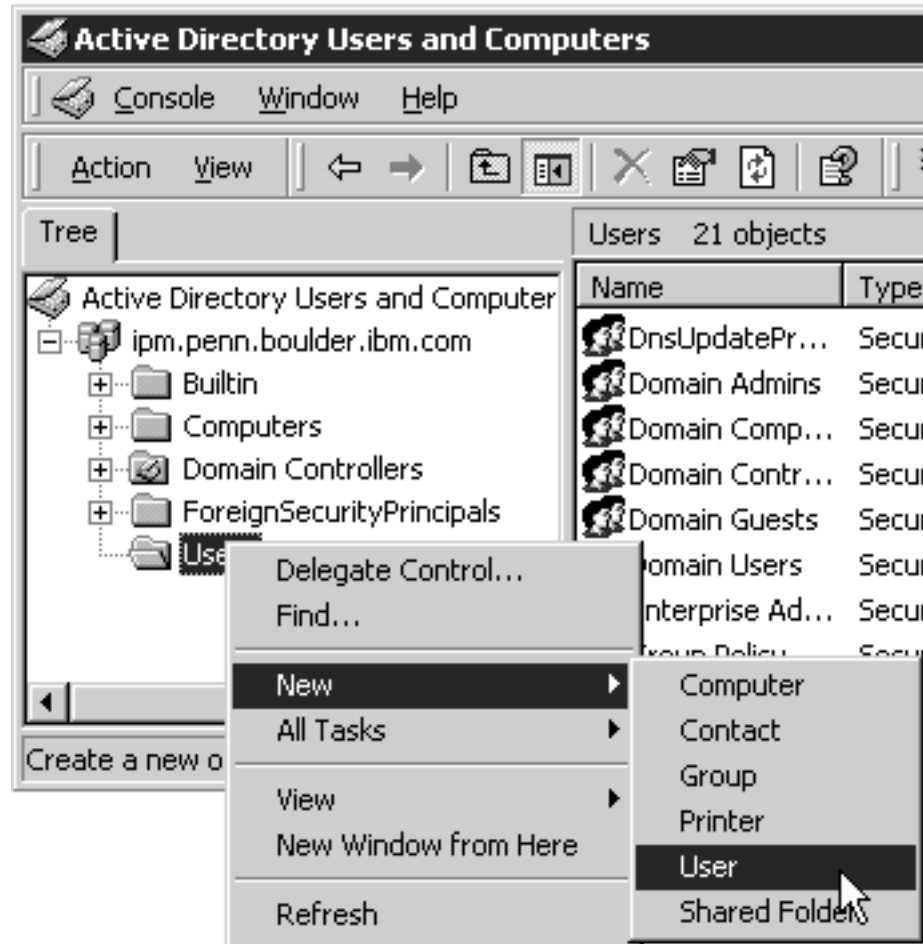 Active Directory Users and Computers
Console Window Help
Action View
Tree
Users 21 objects
Name Type
Active Directory Users and Computer
ipm.penn.boulder.ibm.com
Builtin
Computers
Domain Controllers
ForeignSecurityPrincipals
Use
DnsUpdatePr... Secur
Domain Admins Secur
Domain Comp... Secur
Domain Contr... Secur
Domain Guests Secur
omain Users Secur
nterprise Ad... Secur
Create a new o
Delegate Control...
Find...
New
All Tasks
View
New Window from Here
Refresh
Computer
Contact
Group
Printer
User
Shared Folder